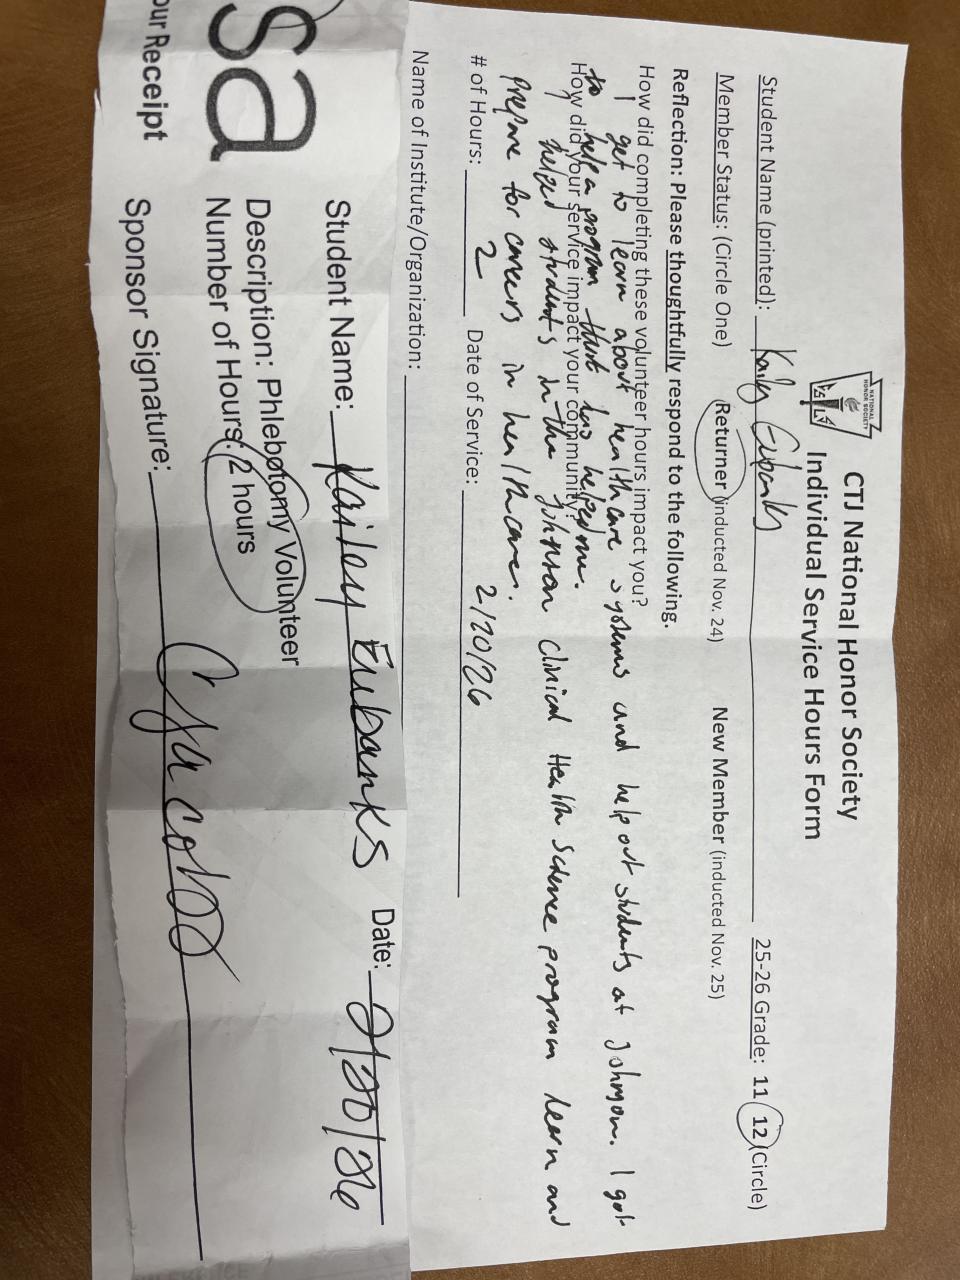 NATIONAL
HONOR SOCIETY
CTJ National Honor Society
Individual Service Hours Form
Student Name (printed): Kailey Eubanks 25-26 Grade: 11 12 (Circle)
Member Status: (Circle One) Returner (inducted Nov. 24) New Member (inducted Nov. 25)
Reflection: Please thoughtfully respond to the following.
How did completing these volunteer hours impact you?
I get to learn about healthcare systems and help out students at Johnson. I got
to help a program that has helped me.
How did your service impact your community?
helped students in the Johnson Clinical Health Science program learn and
prepare for careers in healthcare.
# of Hours: 2 Date of Service: 2/20/26
Name of Institute/Organization:
sa
our Receipt
Student Name: Kailey Eubanks Date: 2/20/26
Description: Phlebotomy Volunteer
Number of Hours: 2 hours
Sponsor Signature: